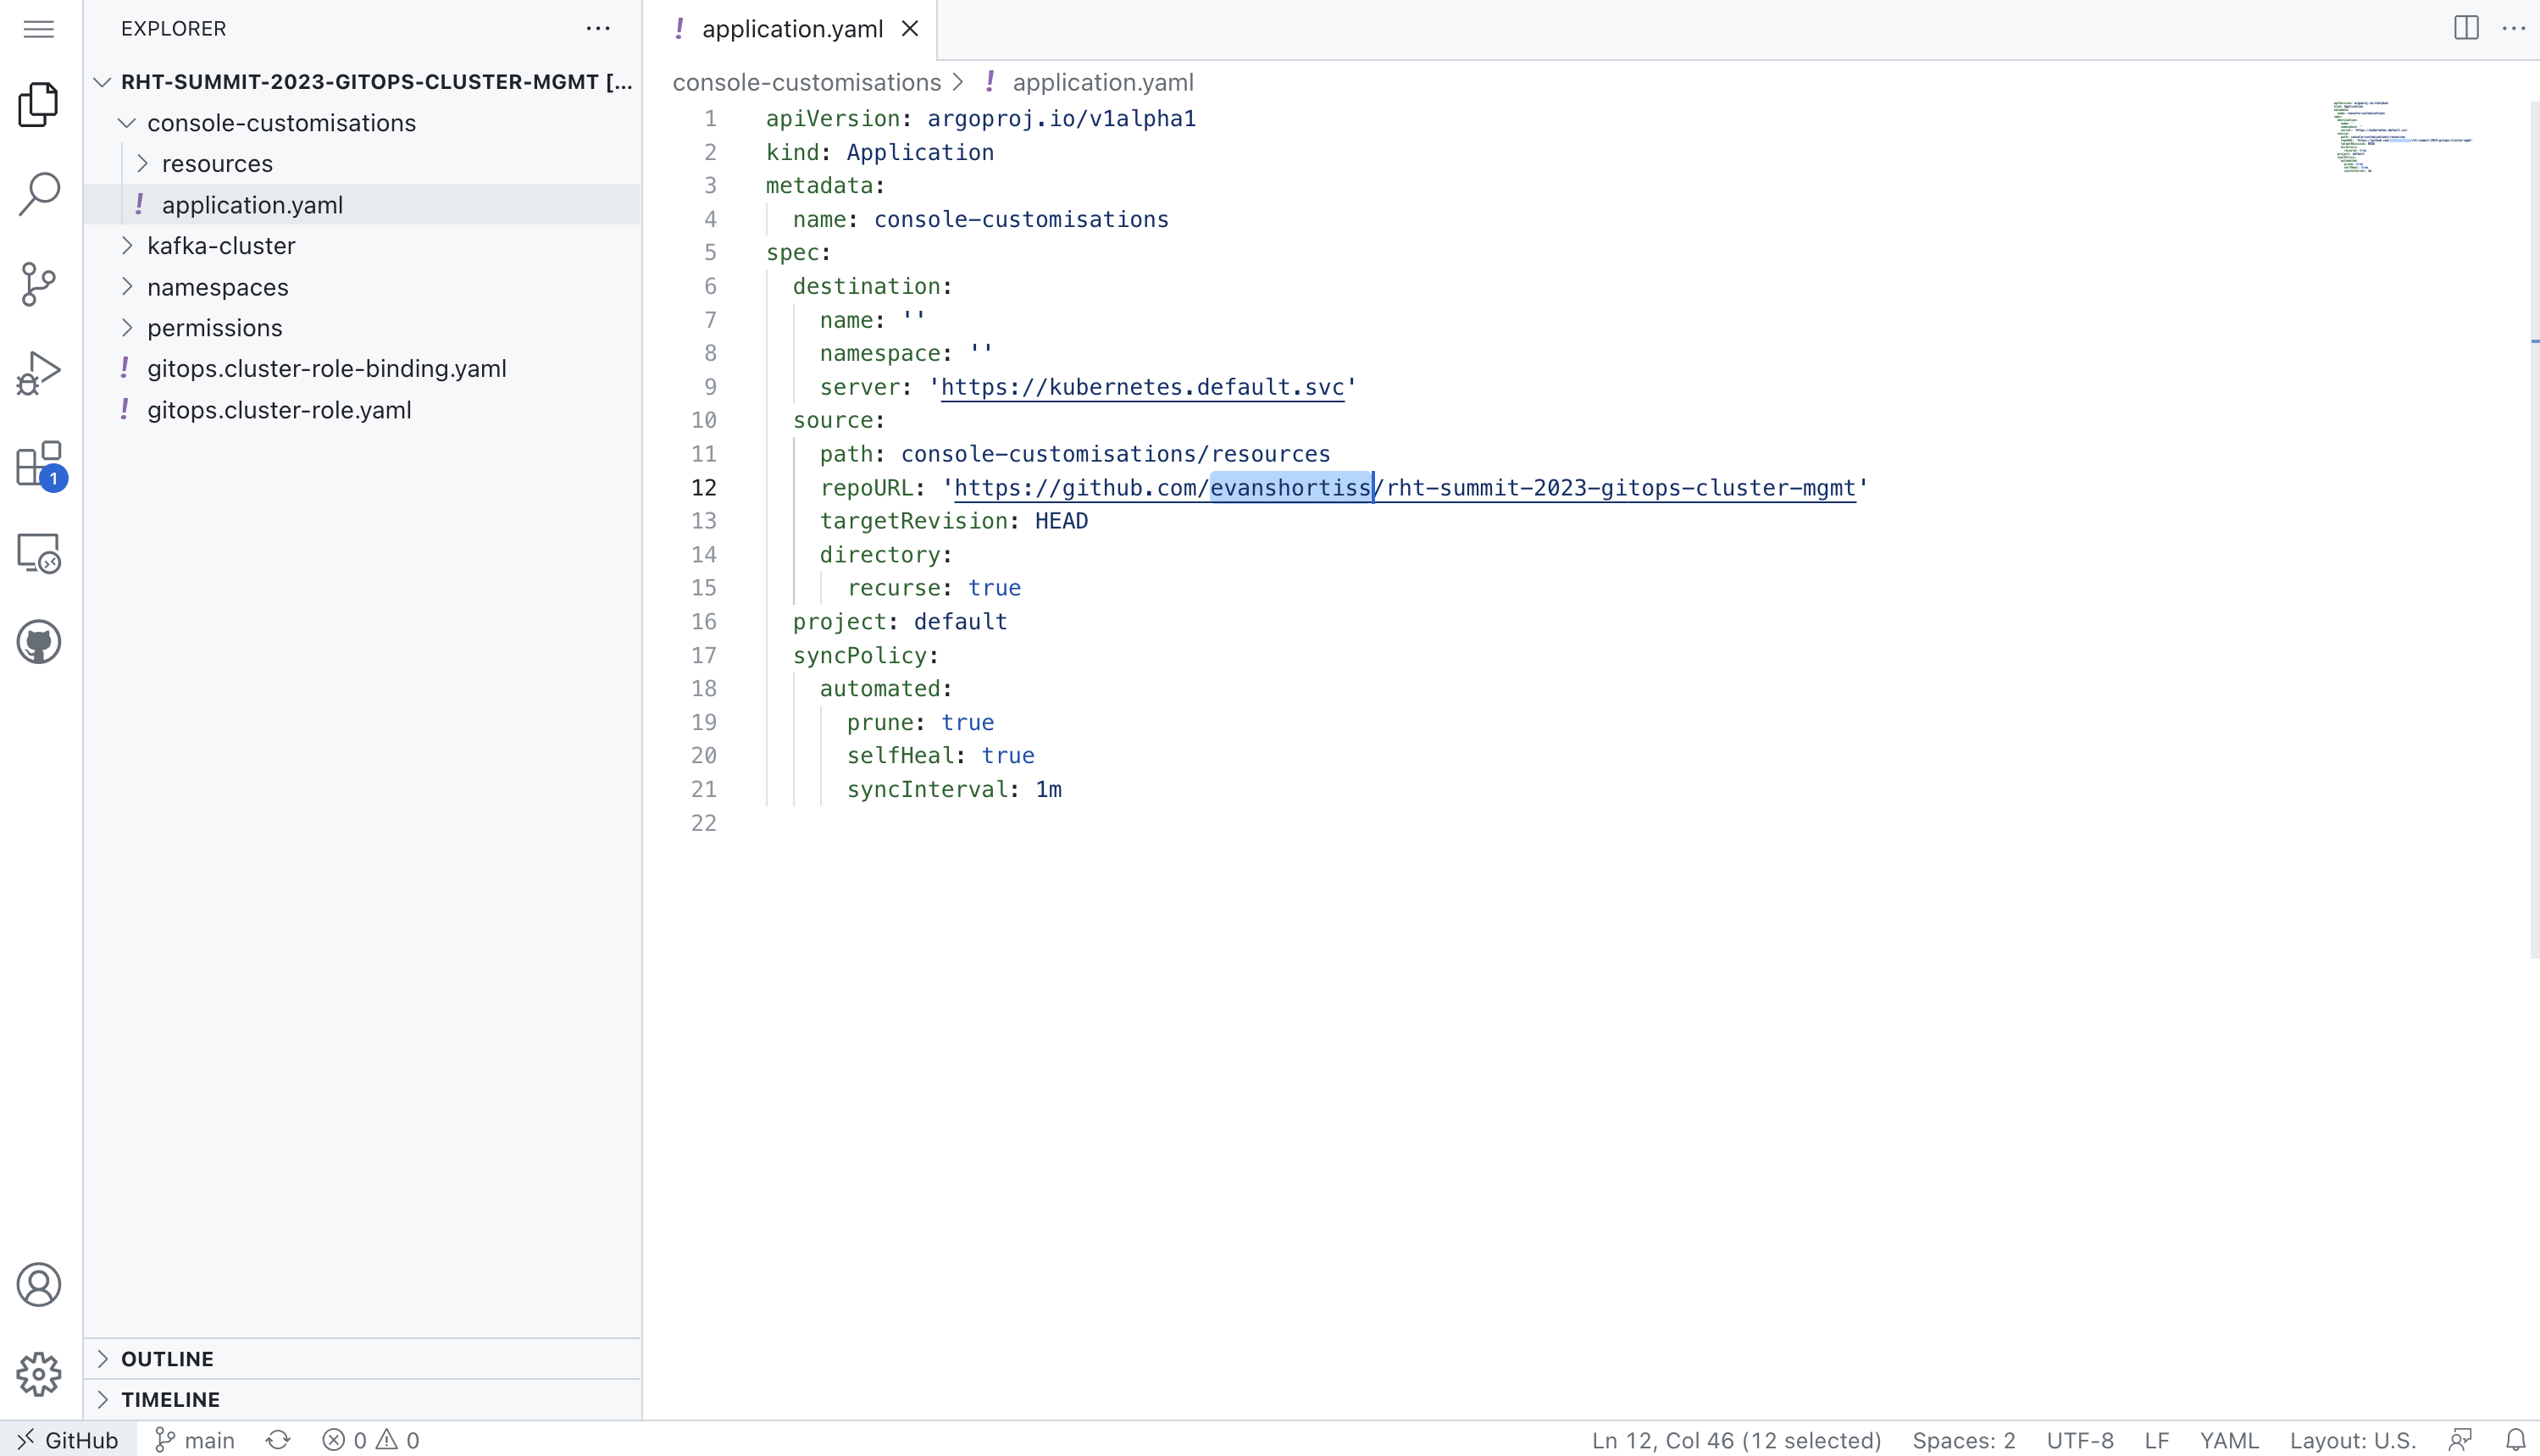 EXPLORER
RHT-SUMMIT-2023-GITOPS-CLUSTER-MGMT [...
console-customisations
resources
! application.yaml
kafka-cluster
namespaces
permissions
! gitops.cluster-role-binding.yaml
! gitops.cluster-role.yaml
1
OUTLINE
TIMELINE
! application.yaml
console-customisations > ! application.yaml
1 apiVersion: argoproj.io/v1alpha1
2 kind: Application
3 metadata:
4   name: console-customisations
5 spec:
6   destination:
7     name: ''
8     namespace: ''
9     server: 'https://kubernetes.default.svc'
10   source:
11     path: console-customisations/resources
12     repoURL: 'https://github.com/evanshortiss/rht-summit-2023-gitops-cluster-mgmt'
13     targetRevision: HEAD
14     directory:
15       recurse: true
16   project: default
17   syncPolicy:
18     automated:
19       prune: true
20       selfHeal: true
21       syncInterval: 1m
22
GitHub main 0 0 Ln 12, Col 46 (12 selected) Spaces: 2 UTF-8 LF YAML Layout: U.S.